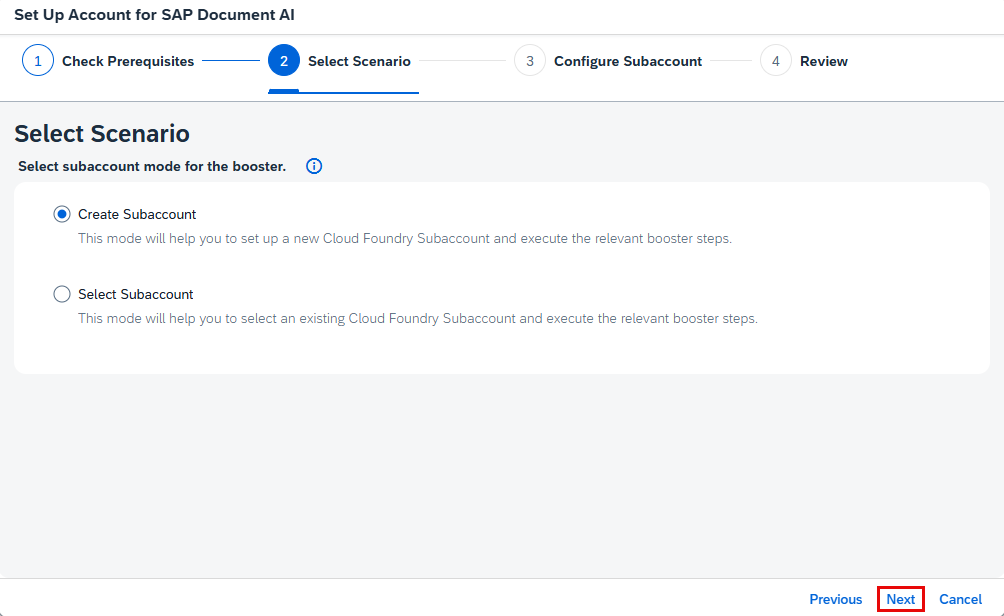 Set Up Account for SAP Document AI
1 Check Prerequisites 2 Select Scenario 3 Configure Subaccount 4 Review
Select Scenario
Select subaccount mode for the booster.
Create Subaccount
This mode will help you to set up a new Cloud Foundry Subaccount and execute the relevant booster steps.
Select Subaccount
This mode will help you to select an existing Cloud Foundry Subaccount and execute the relevant booster steps.
Previous Next Cancel